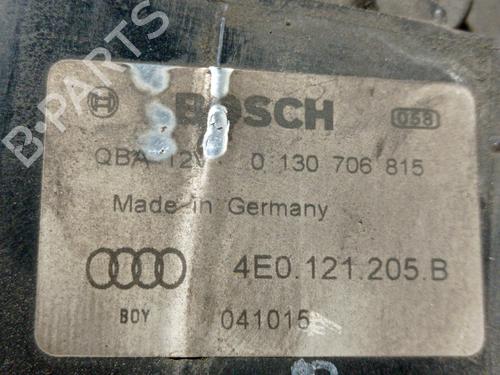 B-PARTS
BOSCH
058
QBA 12V 0 130 706 815
Made in Germany
4E0.121.205.B
BOY 041015